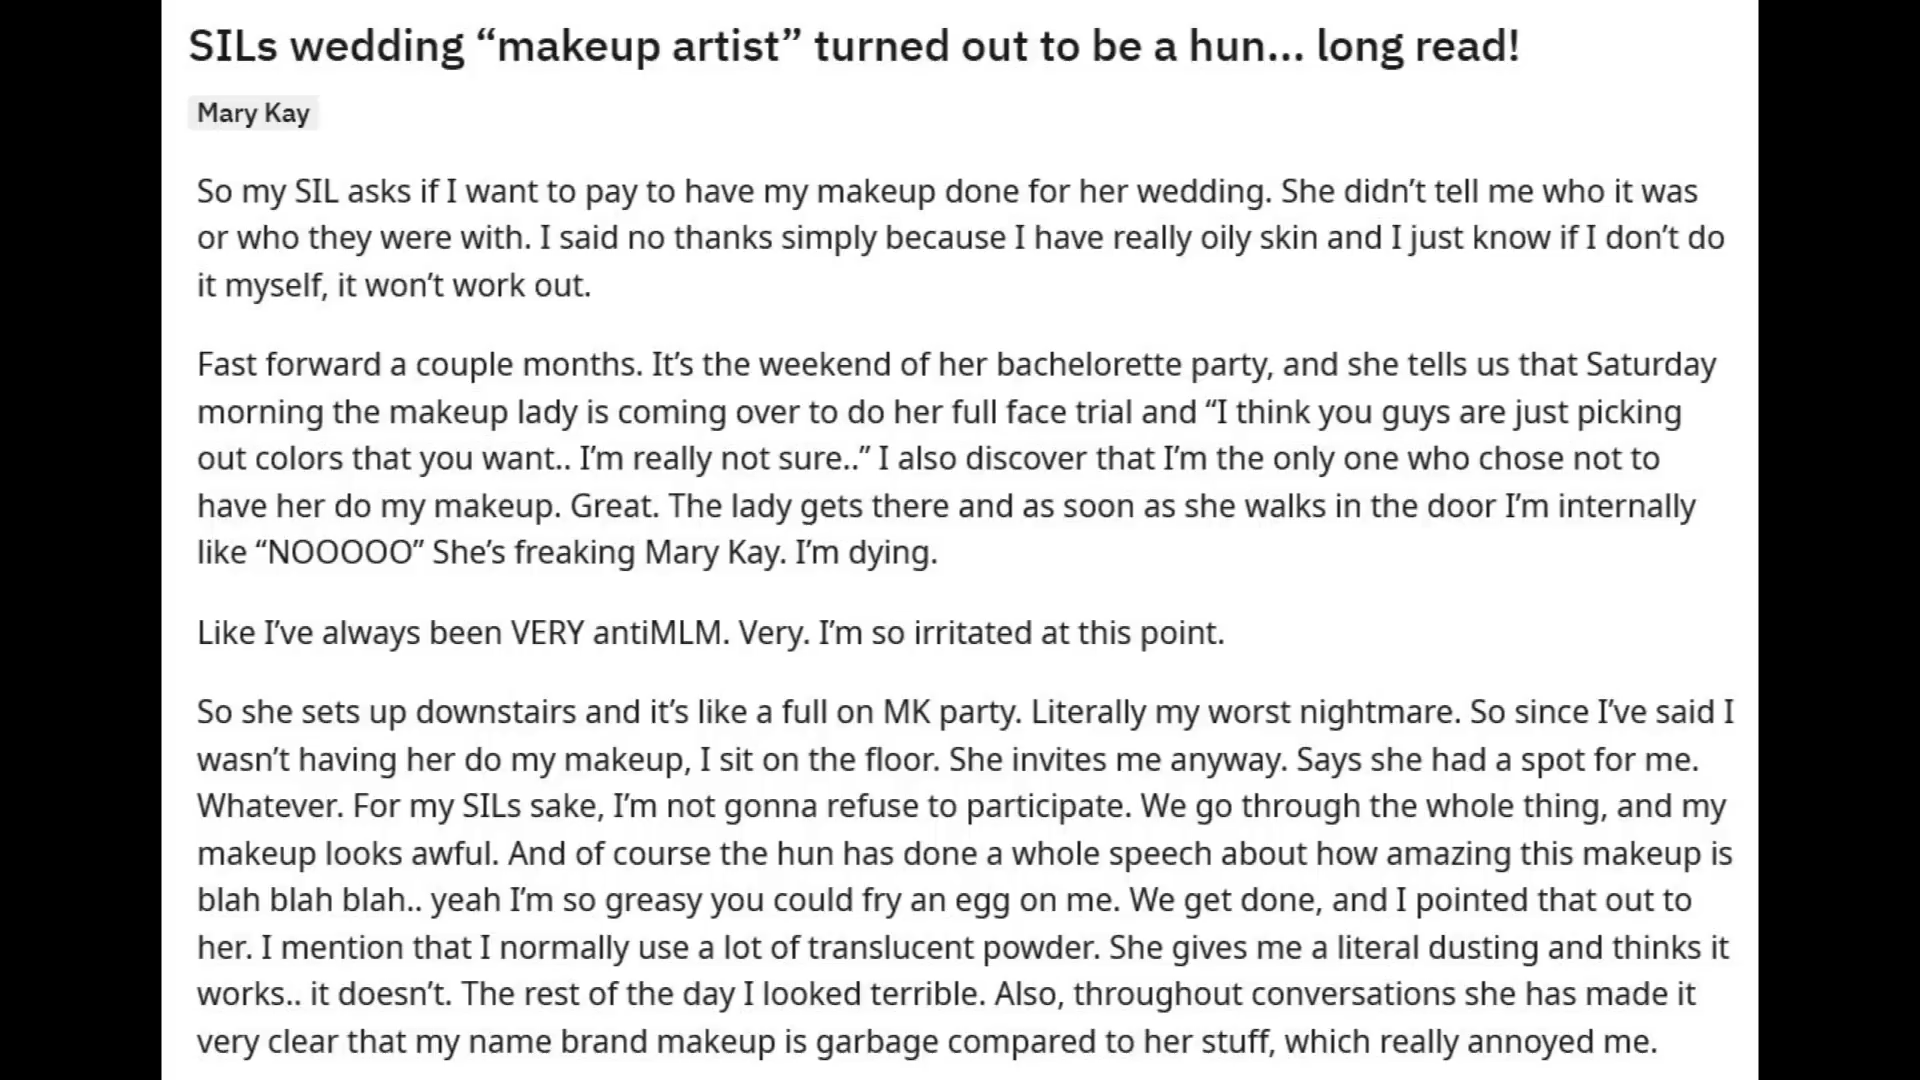 SILs wedding “makeup artist” turned out to be a hun... long read!
Mary Kay
So my SIL asks if I want to pay to have my makeup done for her wedding. She didn’t tell me who it was
or who they were with. I said no thanks simply because I have really oily skin and I just know if I don’t do
it myself, it won’t work out.
Fast forward a couple months. It’s the weekend of her bachelorette party, and she tells us that Saturday
morning the makeup lady is coming over to do her full face trial and “I think you guys are just picking
out colors that you want.. I’m really not sure..” I also discover that I’m the only one who chose not to
have her do my makeup. Great. The lady gets there and as soon as she walks in the door I’m internally
like “NOOOOO” She’s freaking Mary Kay. I’m dying.
Like I’ve always been VERY antiMLM. Very. I’m so irritated at this point.
So she sets up downstairs and it’s like a full on MK party. Literally my worst nightmare. So since I’ve said I
wasn’t having her do my makeup, I sit on the floor. She invites me anyway. Says she had a spot for me.
Whatever. For my SILs sake, I’m not gonna refuse to participate. We go through the whole thing, and my
makeup looks awful. And of course the hun has done a whole speech about how amazing this makeup is
blah blah blah.. yeah I’m so greasy you could fry an egg on me. We get done, and I pointed that out to
her. I mention that I normally use a lot of translucent powder. She gives me a literal dusting and thinks it
works.. it doesn’t. The rest of the day I looked terrible. Also, throughout conversations she has made it
very clear that my name brand makeup is garbage compared to her stuff, which really annoyed me.